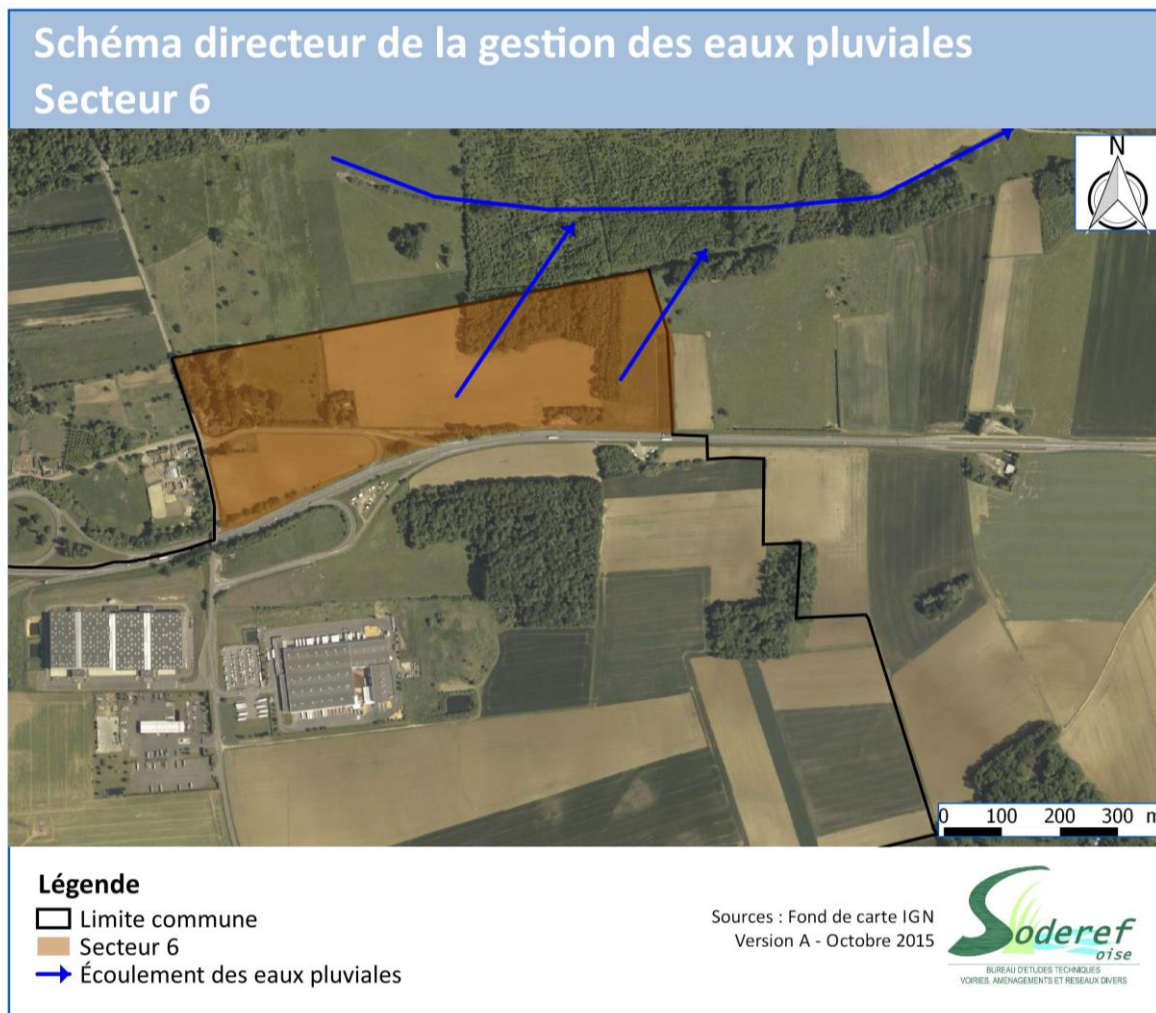 Schéma directeur de la gestion des eaux pluviales
Secteur 6
N
0 100 200 300 m
Légende
Limite commune
Secteur 6
Écoulement des eaux pluviales
Sources : Fond de carte IGN
Version A - Octobre 2015
Soderef
oise
BUREAU D'ETUDES TECHNIQUES
VOIRIES, AMENAGEMENTS ET RESEAUX DIVERS